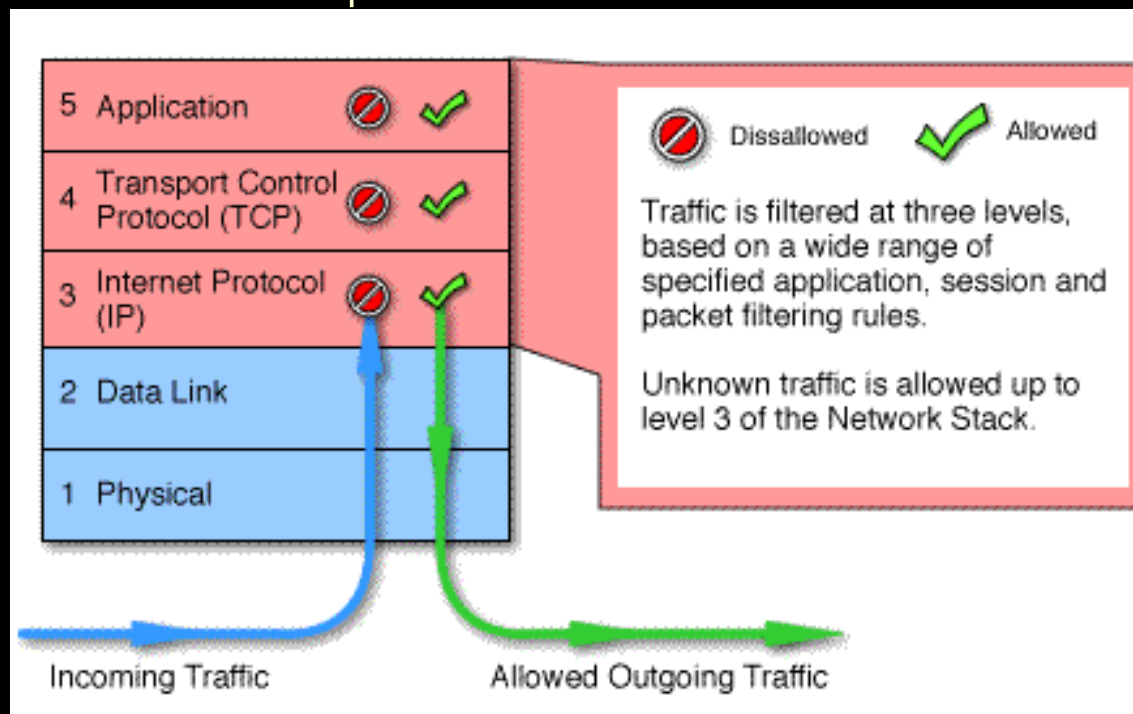 5 Application
4 Transport Control
Protocol (TCP)
3 Internet Protocol
(IP)
2 Data Link
1 Physical
Dissallowed
Allowed
Traffic is filtered at three levels,
based on a wide range of
specified application, session and
packet filtering rules.
Unknown traffic is allowed up to
level 3 of the Network Stack.
Incoming Traffic
Allowed Outgoing Traffic